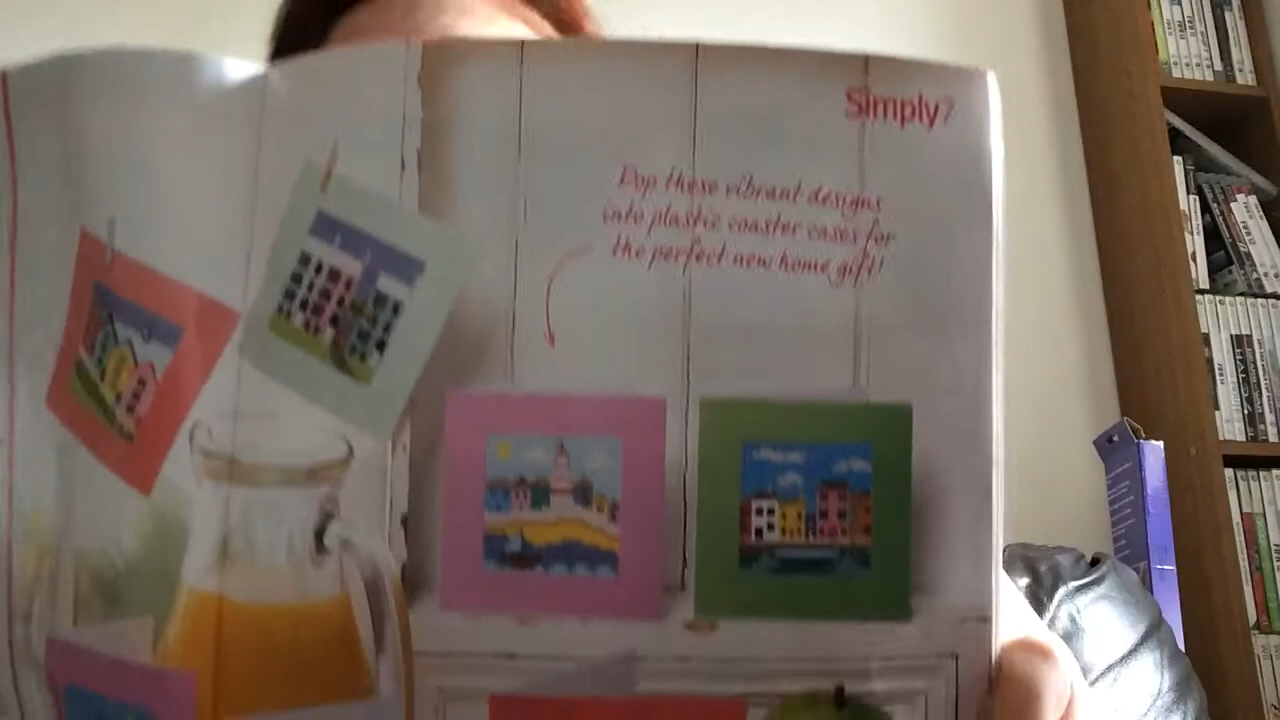 Simply?
Pop these vibrant designs
into plastic coaster cases for
the perfect new home gift!